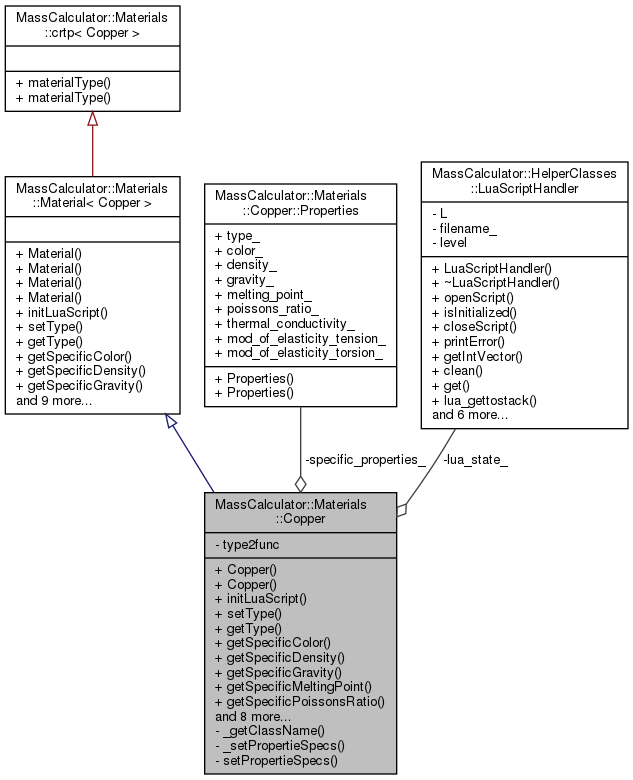 MassCalculator::Materials
::crtp< Copper >
+ materialType()
+ materialType()
MassCalculator::Materials
::Material< Copper >
+ Material()
+ Material()
+ Material()
+ Material()
+ initLuaScript()
+ setType()
+ getType()
+ getSpecificColor()
+ getSpecificDensity()
+ getSpecificGravity()
and 9 more...
MassCalculator::Materials
::Copper::Properties
+ type_
+ color_
+ density_
+ gravity_
+ melting_point_
+ poissons_ratio_
+ thermal_conductivity_
+ mod_of_elasticity_tension_
+ mod_of_elasticity_torsion_
+ Properties()
+ Properties()
MassCalculator::HelperClasses
::LuaScriptHandler
- L
- filename_
- level
+ LuaScriptHandler()
+ ~LuaScriptHandler()
+ openScript()
+ isInitialized()
+ closeScript()
+ printError()
+ getIntVector()
+ clean()
+ get()
+ lua_gettostack()
and 6 more...
-specific_properties_
-lua_state_
MassCalculator::Materials
::Copper
- type2func
+ Copper()
+ Copper()
+ initLuaScript()
+ setType()
+ getType()
+ getSpecificColor()
+ getSpecificDensity()
+ getSpecificGravity()
+ getSpecificMeltingPoint()
+ getSpecificPoissonsRatio()
and 8 more...
- _getClassName()
- _setPropertieSpecs()
- setPropertieSpecs()